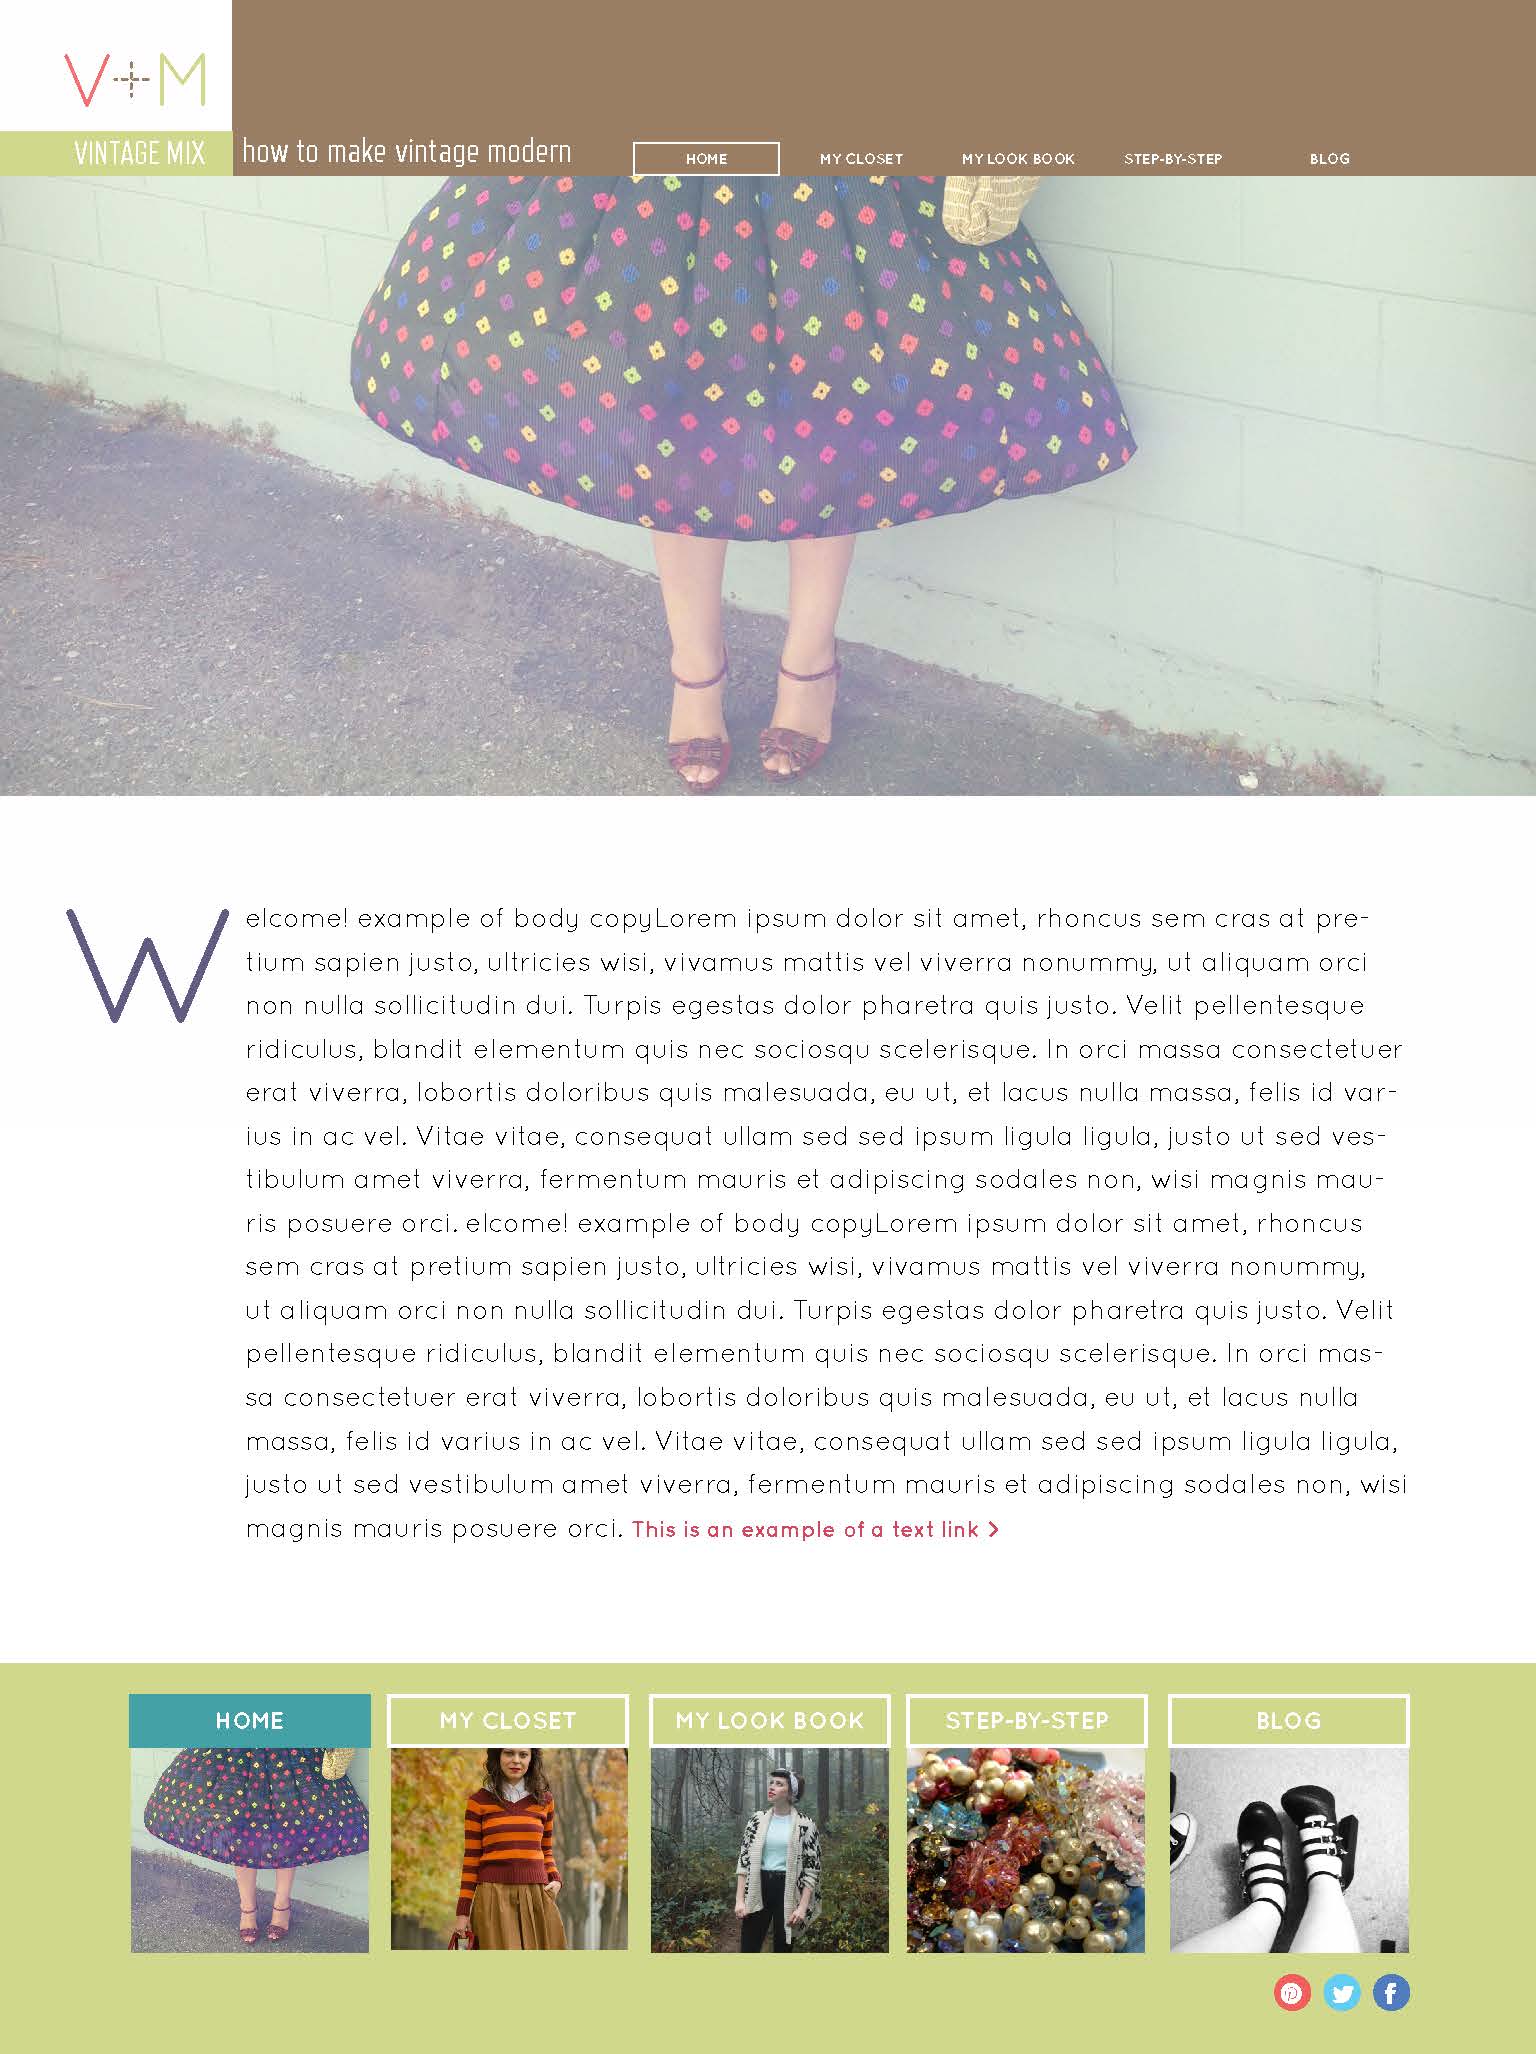 V+M
VINTAGE MIX
how to make vintage modern
HOME
MY CLOSET
MY LOOK BOOK
STEP-BY-STEP
BLOG
Welcome! example of body copyLorem ipsum dolor sit amet, rhoncus sem cras at pre-
tium sapien justo, ultricies wisi, vivamus mattis vel viverra nonummy, ut aliquam orci
non nulla sollicitudin dui. Turpis egestas dolor pharetra quis justo. Velit pellentesque
ridiculus, blandit elementum quis nec sociosqu scelerisque. In orci massa consectetuer
erat viverra, lobortis doloribus quis malesuada, eu ut, et lacus nulla massa, felis id var-
ius in ac vel. Vitae vitae, consequat ullam sed sed ipsum ligula ligula, justo ut sed ves-
tibulum amet viverra, fermentum mauris et adipiscing sodales non, wisi magnis mau-
ris posuere orci. elcome! example of body copyLorem ipsum dolor sit amet, rhoncus
sem cras at pretium sapien justo, ultricies wisi, vivamus mattis vel viverra nonummy,
ut aliquam orci non nulla sollicitudin dui. Turpis egestas dolor pharetra quis justo. Velit
pellentesque ridiculus, blandit elementum quis nec sociosqu scelerisque. In orci mas-
sa consectetuer erat viverra, lobortis doloribus quis malesuada, eu ut, et lacus nulla
massa, felis id varius in ac vel. Vitae vitae, consequat ullam sed sed ipsum ligula ligula,
justo ut sed vestibulum amet viverra, fermentum mauris et adipiscing sodales non, wisi
magnis mauris posuere orci. This is an example of a text link >
HOME
MY CLOSET
MY LOOK BOOK
STEP-BY-STEP
BLOG